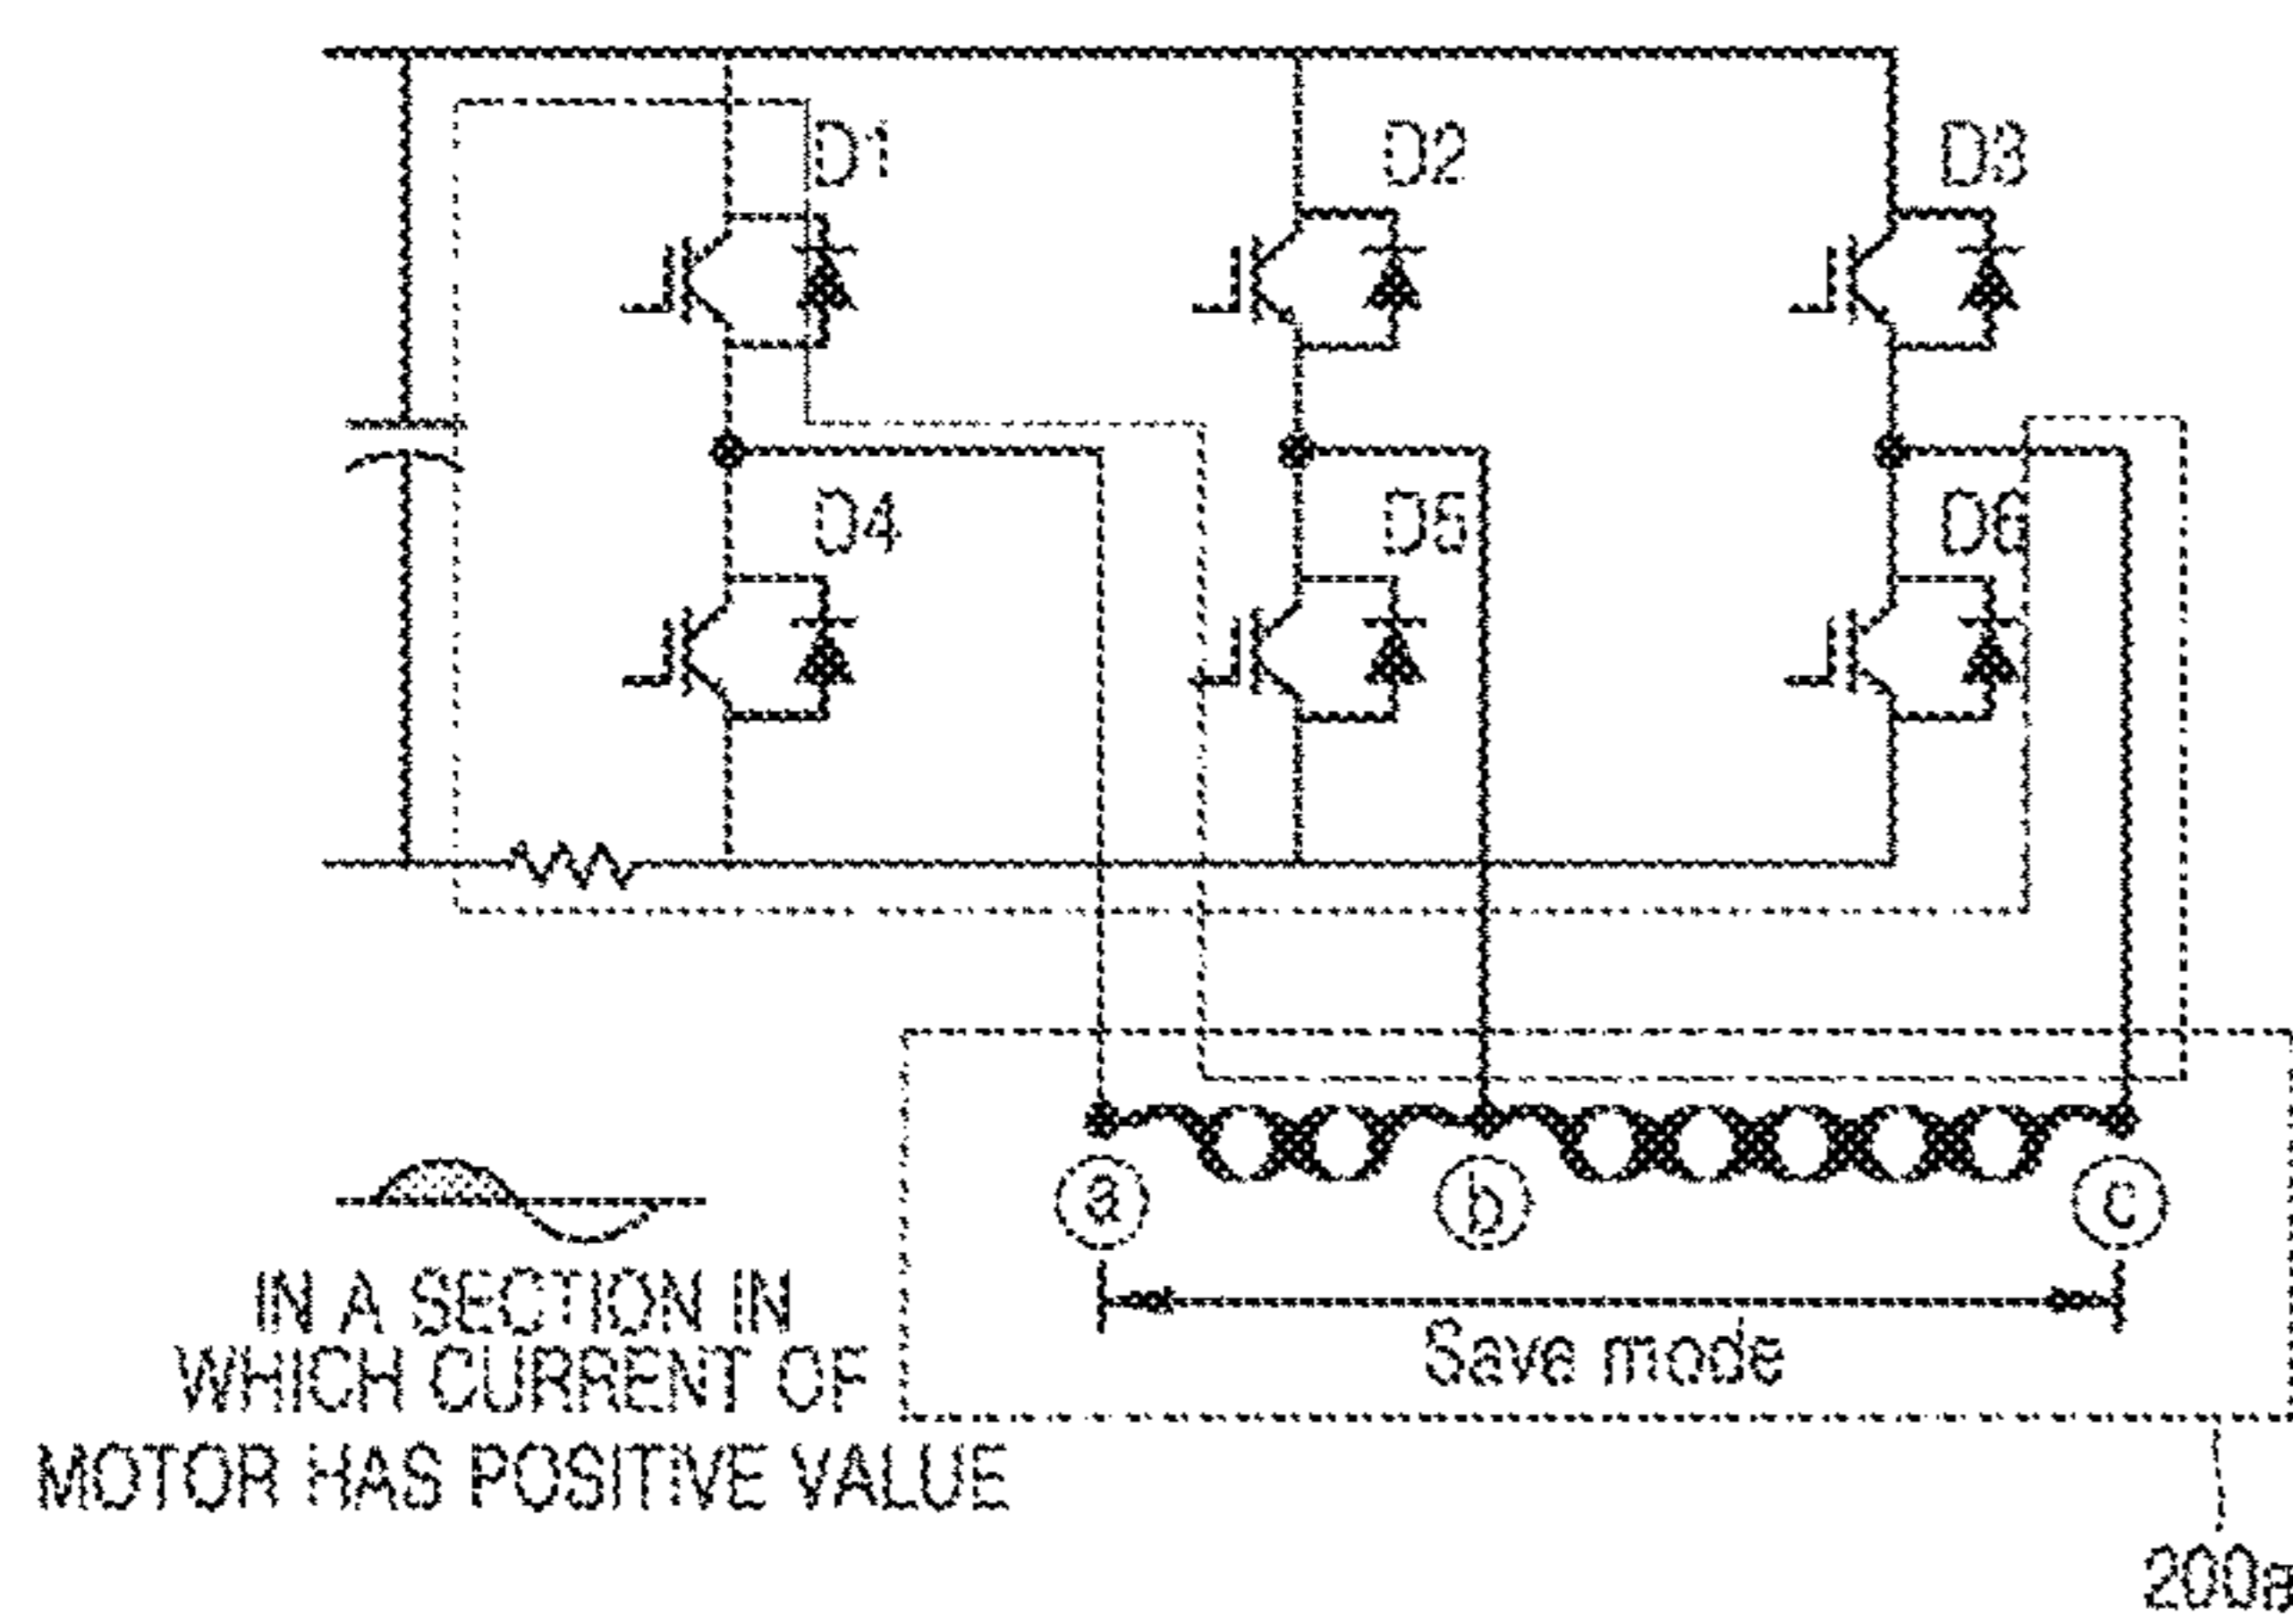 D1 D2 D3
D4 D5 D6
a b c
Save mode
IN A SECTION IN
WHICH CURRENT OF
MOTOR HAS POSITIVE VALUE
200a